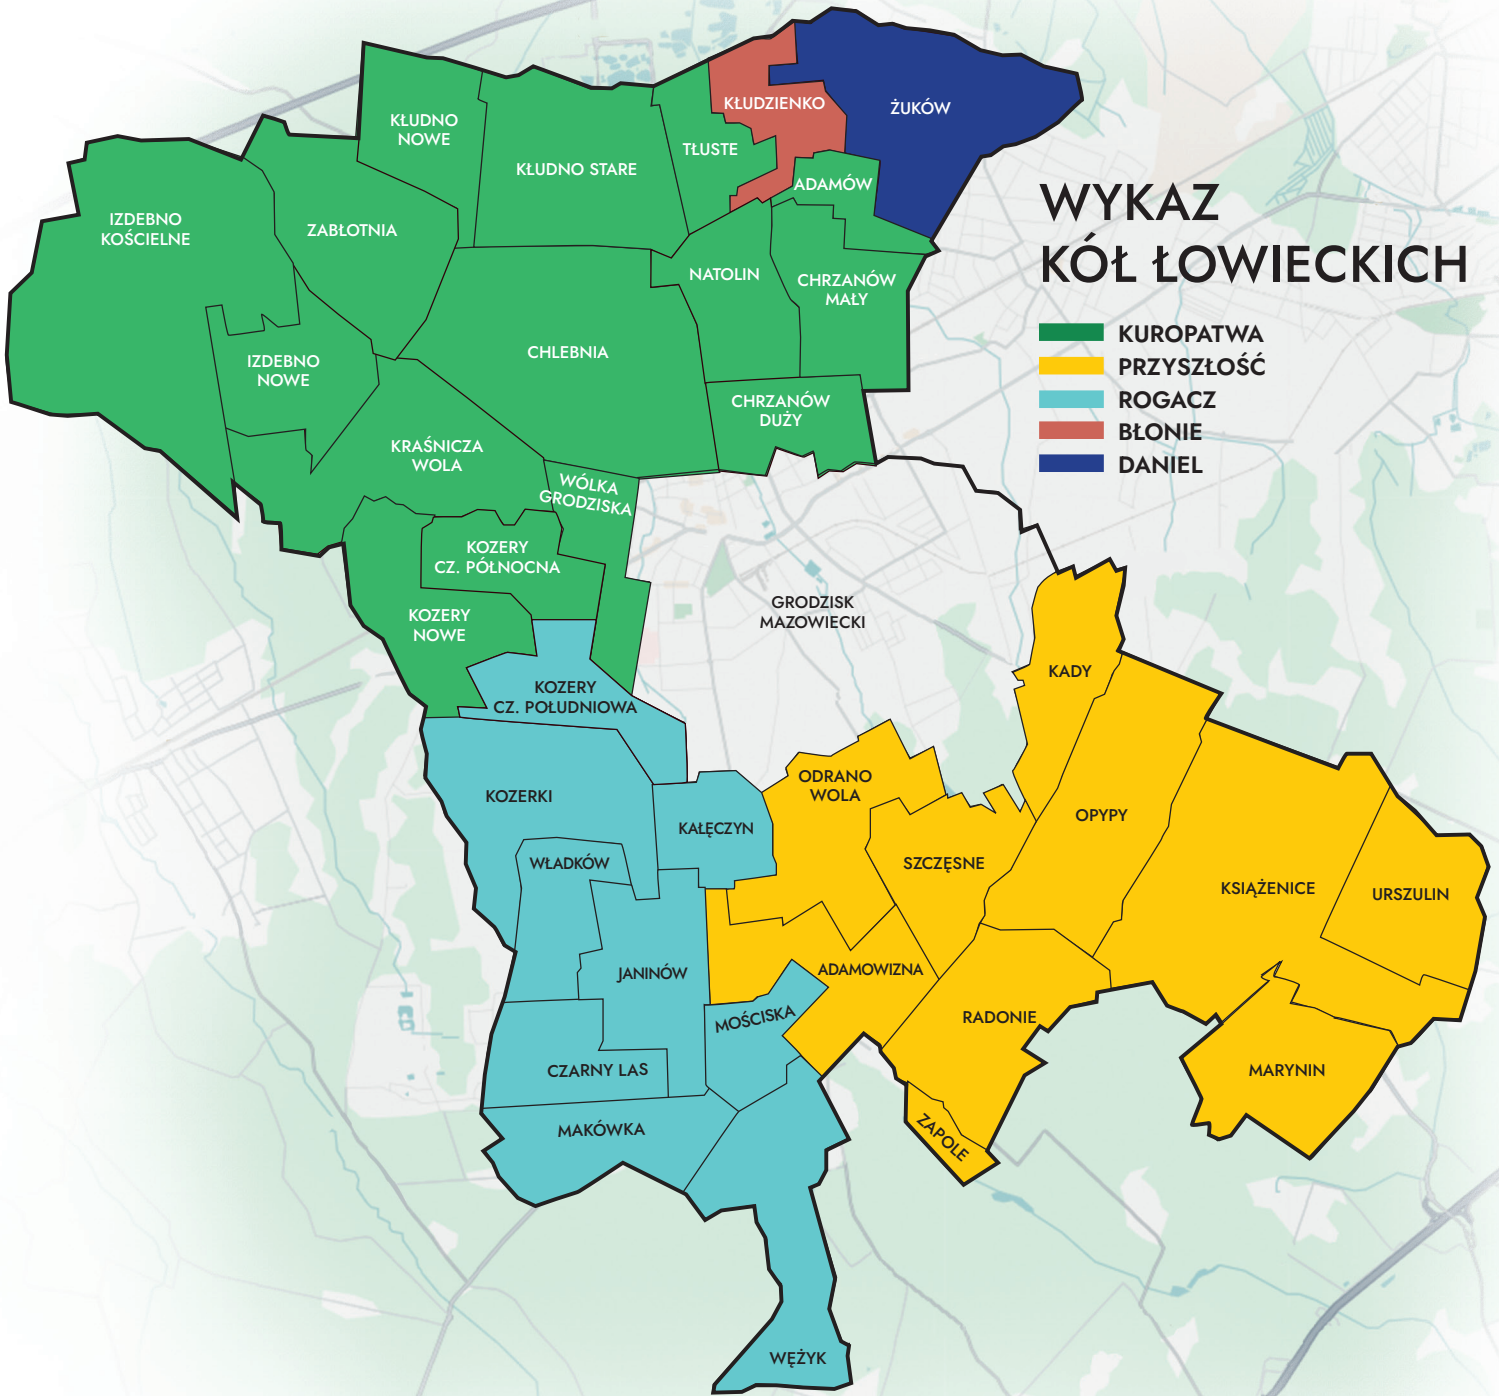 WYKAZ
KÓŁ ŁOWIECKICH
KUROPATWA
PRZYSZŁOŚĆ
ROGACZ
BŁONIE
DANIEL
KŁUDZIENKO
ŻUKÓW
KŁUDNO
NOWE
KŁUDNO STARE
TŁUSTE
ADAMÓW
IZDEBNO
KOŚCIELNE
ZABŁOTNIA
NATOLIN
CHRZANÓW
MAŁY
IZDEBNO
NOWE
CHLEBNIA
CHRZANÓW
DUŻY
KRAŚNICZA
WOLA
WÓLKA
GRODZISKA
KOZERY
CZ. PÓŁNOCNA
KOZERY
NOWE
GRODZISK
MAZOWIECKI
KOZERY
CZ. POŁUDNIOWA
KADY
KOZERKI
ODRANO
WOLA
KAŁĘCZYN
OPYPY
WŁADKÓW
SZCZĘSNE
KSIĄŻENICE
URSZULIN
JANINÓW
ADAMOWIZNA
MOŚCISKA
RADONIE
CZARNY LAS
MARYNIN
MAKÓWKA
ZAPOLE
WĘŻYK